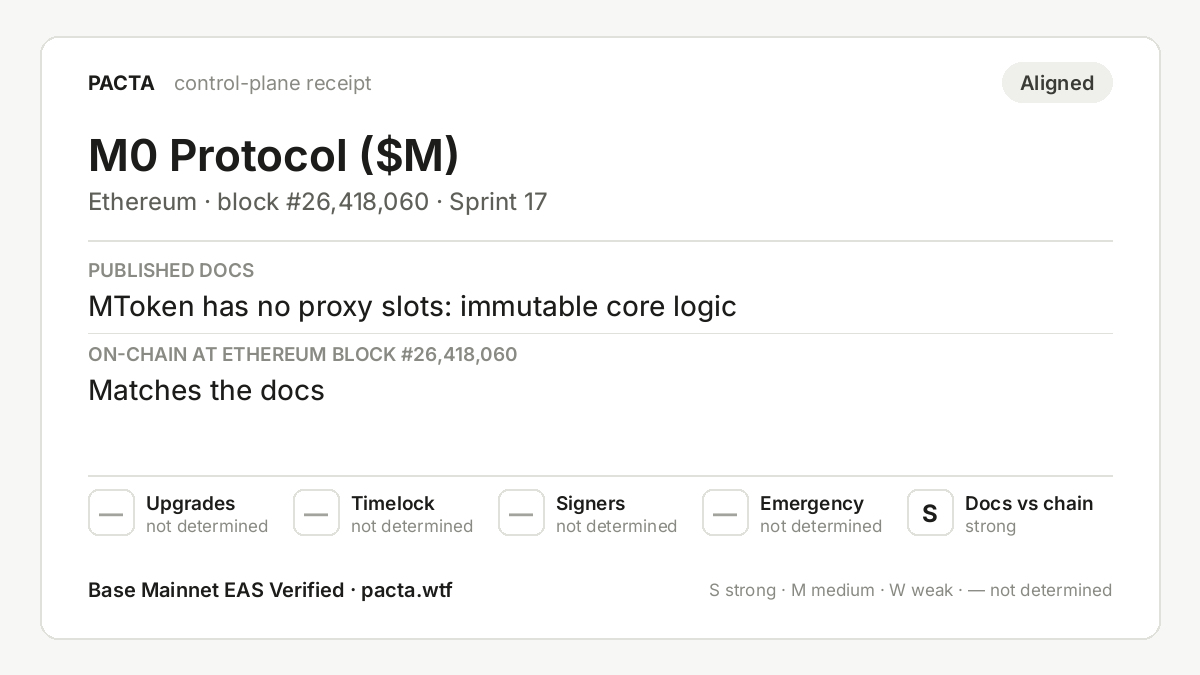 PACTA control-plane receipt Aligned
M0 Protocol ($M)
Ethereum · block #26,418,060 · Sprint 17
PUBLISHED DOCS
MToken has no proxy slots: immutable core logic
ON-CHAIN AT ETHEREUM BLOCK #26,418,060
Matches the docs
— Upgrades not determined
— Timelock not determined
— Signers not determined
— Emergency not determined
S Docs vs chain strong
Base Mainnet EAS Verified · pacta.wtf
S strong · M medium · W weak · — not determined